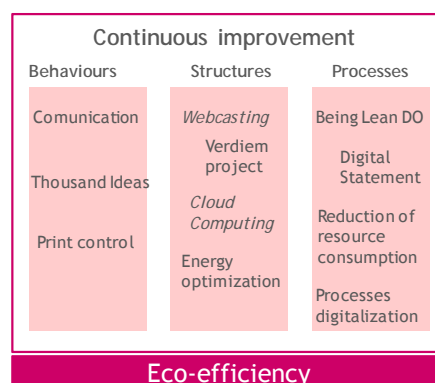 Continuous improvement
Behaviours
Structures
Processes
Comunication
Thousand Ideas
Print control
Webcasting
Verdiem
project
Cloud
Computing
Energy
optimization
Being Lean DO
Digital
Statement
Reduction of
resource
consumption
Processes
digitalization
Eco-efficiency